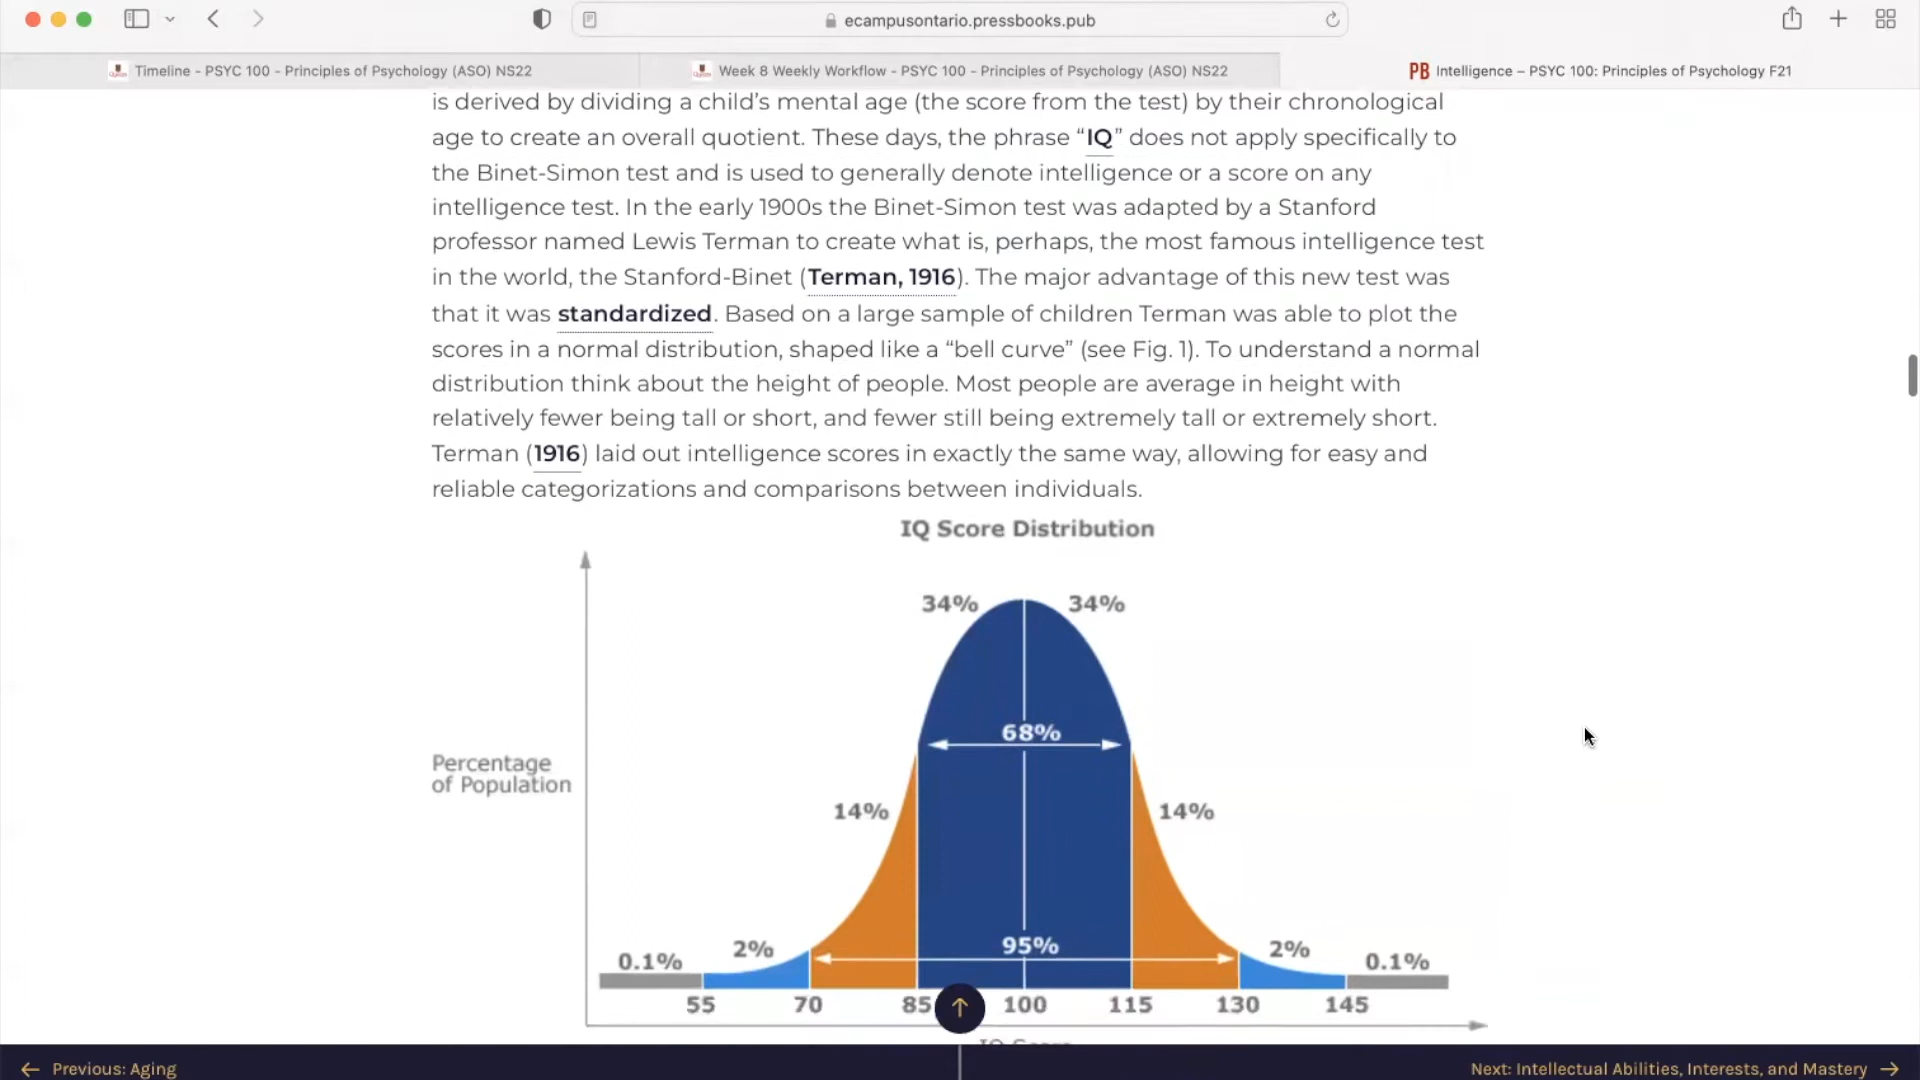 ecampusontario.pressbooks.pub
Timeline - PSYC 100 - Principles of Psychology (ASO) NS22
Week 8 Weekly Workflow - PSYC 100 - Principles of Psychology (ASO) NS22
PB Intelligence – PSYC 100: Principles of Psychology F21
is derived by dividing a child’s mental age (the score from the test) by their chronological
age to create an overall quotient. These days, the phrase “IQ” does not apply specifically to
the Binet-Simon test and is used to generally denote intelligence or a score on any
intelligence test. In the early 1900s the Binet-Simon test was adapted by a Stanford
professor named Lewis Terman to create what is, perhaps, the most famous intelligence test
in the world, the Stanford-Binet (Terman, 1916). The major advantage of this new test was
that it was standardized. Based on a large sample of children Terman was able to plot the
scores in a normal distribution, shaped like a “bell curve” (see Fig. 1). To understand a normal
distribution think about the height of people. Most people are average in height with
relatively fewer being tall or short, and fewer still being extremely tall or extremely short.
Terman (1916) laid out intelligence scores in exactly the same way, allowing for easy and
reliable categorizations and comparisons between individuals.
IQ Score Distribution
34% 34%
68%
Percentage
of Population
14% 14%
95%
0.1% 2% 2% 0.1%
55 70 85 100 115 130 145
Previous: Aging
Next: Intellectual Abilities, Interests, and Mastery